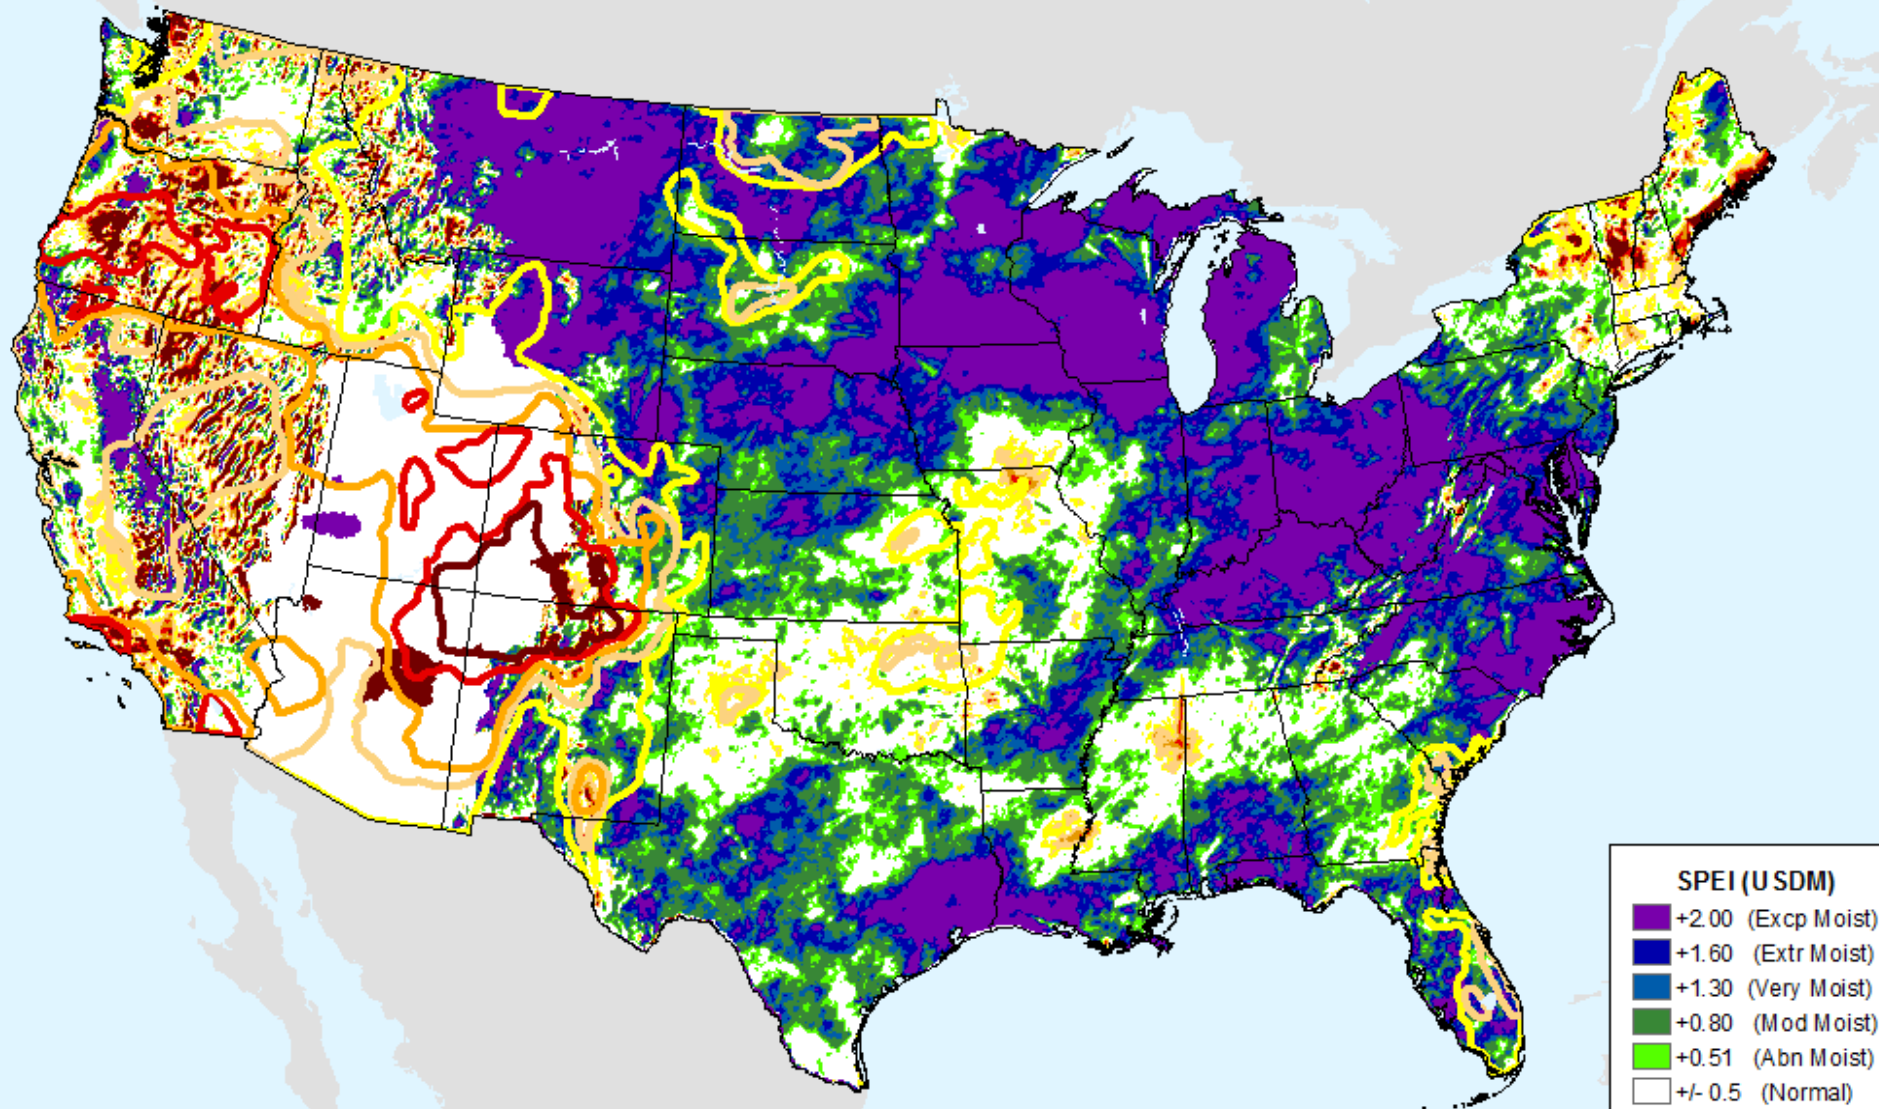 SPEI (USDM)
+2.00 (Excp Moist)
+1.60 (Extr Moist)
+1.30 (Very Moist)
+0.80 (Mod Moist)
+0.51 (Abn Moist)
+/- 0.5 (Normal)